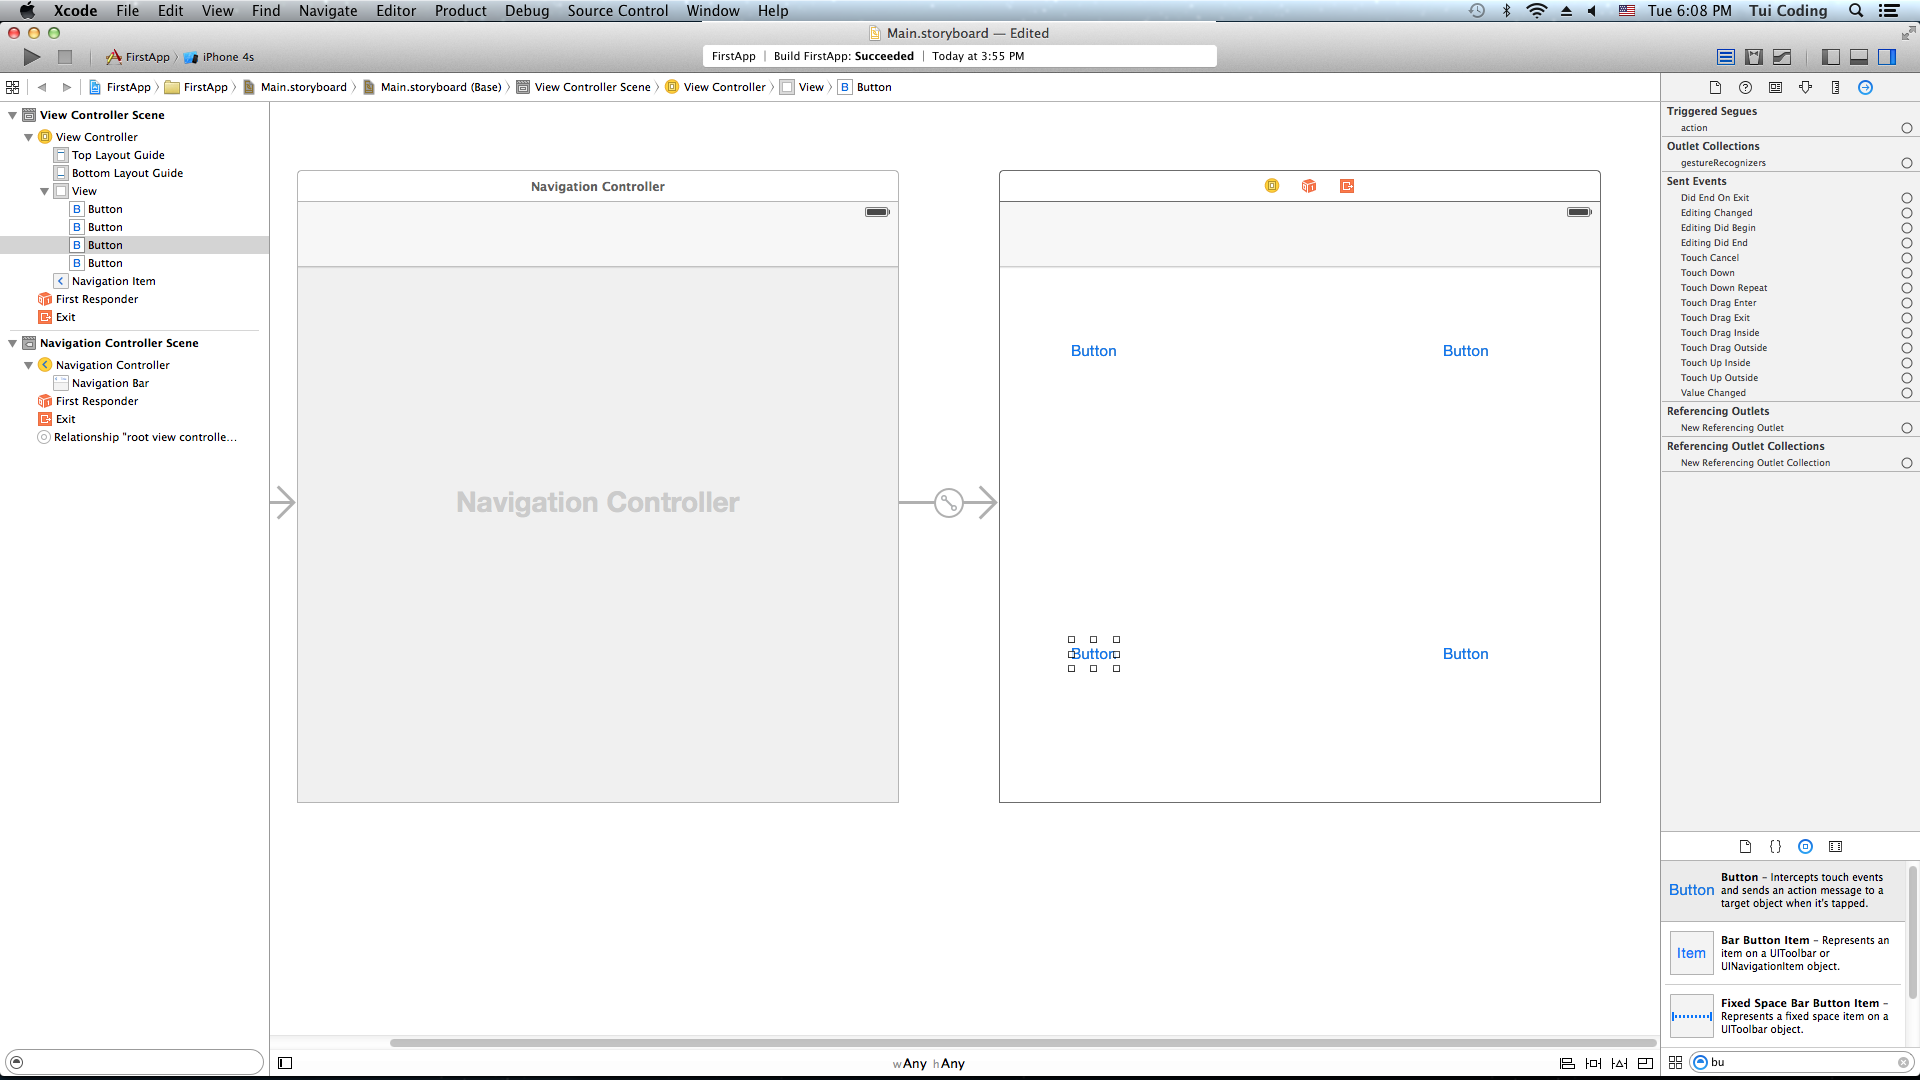 Xcode File Edit View Find Navigate Editor Product Debug Source Control Window Help Tue 6:08 PM Tui Coding
Main.storyboard — Edited
FirstApp iPhone 4s
FirstApp Build FirstApp: Succeeded Today at 3:55 PM
FirstApp FirstApp Main.storyboard Main.storyboard (Base) View Controller Scene View Controller View B Button
View Controller Scene
View Controller
Top Layout Guide
Bottom Layout Guide
View
B Button
B Button
B Button
B Button
Navigation Item
First Responder
Exit
Navigation Controller Scene
Navigation Controller
Navigation Bar
First Responder
Exit
Relationship "root view controlle...
Navigation Controller
Navigation Controller
Button Button
Button Button
wAny hAny
Triggered Segues
action
Outlet Collections
gestureRecognizers
Sent Events
Did End On Exit
Editing Changed
Editing Did Begin
Editing Did End
Touch Cancel
Touch Down
Touch Down Repeat
Touch Drag Enter
Touch Drag Exit
Touch Drag Inside
Touch Drag Outside
Touch Up Inside
Touch Up Outside
Value Changed
Referencing Outlets
New Referencing Outlet
Referencing Outlet Collections
New Referencing Outlet Collection
{}
Button
Button – Intercepts touch events
and sends an action message to a
target object when it's tapped.
Item
Bar Button Item – Represents an
item on a UIToolbar or
UINavigationItem object.
Fixed Space Bar Button Item –
Represents a fixed space item on a
UIToolbar object.
bu